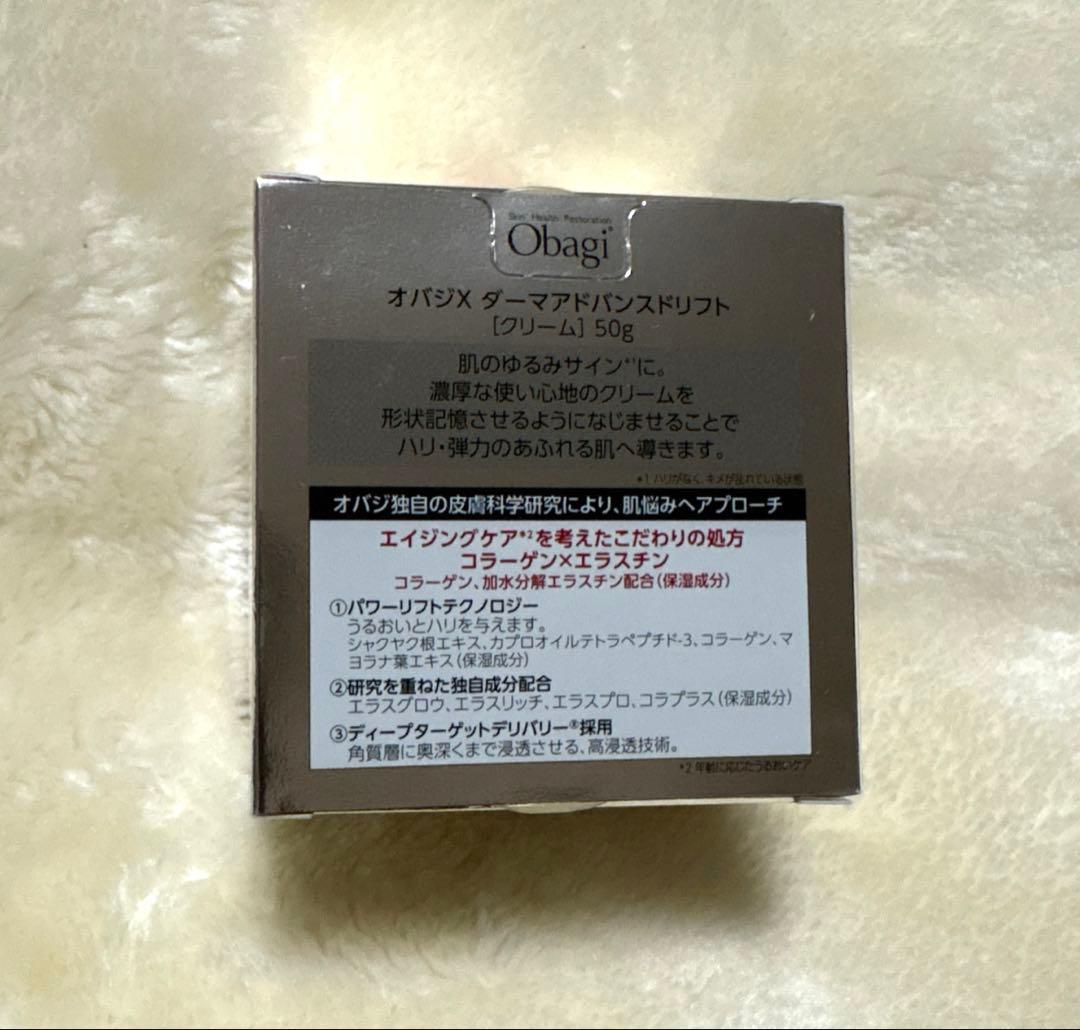 Skin Health Restoration
Obagi®
オバジX ダーマアドバンスドリフト
[クリーム] 50g
肌のゆるみサイン*1に。
濃厚な使い心地のクリームを
形状記憶させるようになじませることで
ハリ・弾力のあふれる肌へ導きます。
*1 ハリがなく、キメが乱れている状態
オバジ独自の皮膚科学研究により、肌悩みへアプローチ
エイジングケア*2を考えたこだわりの処方
コラーゲン×エラスチン
コラーゲン、加水分解エラスチン配合(保湿成分)
①パワーリフトテクノロジー
うるおいとハリを与えます。
シャクヤク根エキス、カプロオイルテトラペプチド-3、コラーゲン、マ
ヨラナ葉エキス(保湿成分)
②研究を重ねた独自成分配合
エラスグロウ、エラスリッチ、エラスプロ、コラプラス(保湿成分)
③ディープターゲットデリバリー®採用
角質層に奥深くまで浸透させる、高浸透技術。
*2 年齢に応じたうるおいケア